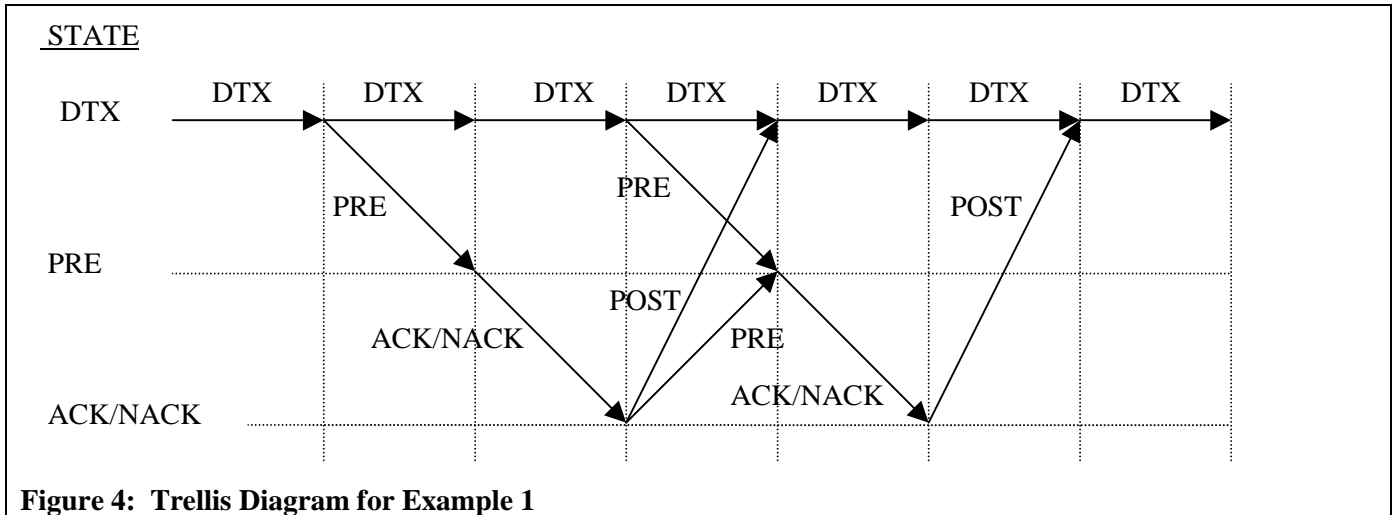 STATE
DTX DTX DTX DTX DTX DTX DTX
DTX
PRE
PRE
POST
PRE
POST
ACK/NACK
PRE
ACK/NACK
ACK/NACK
Figure 4: Trellis Diagram for Example 1